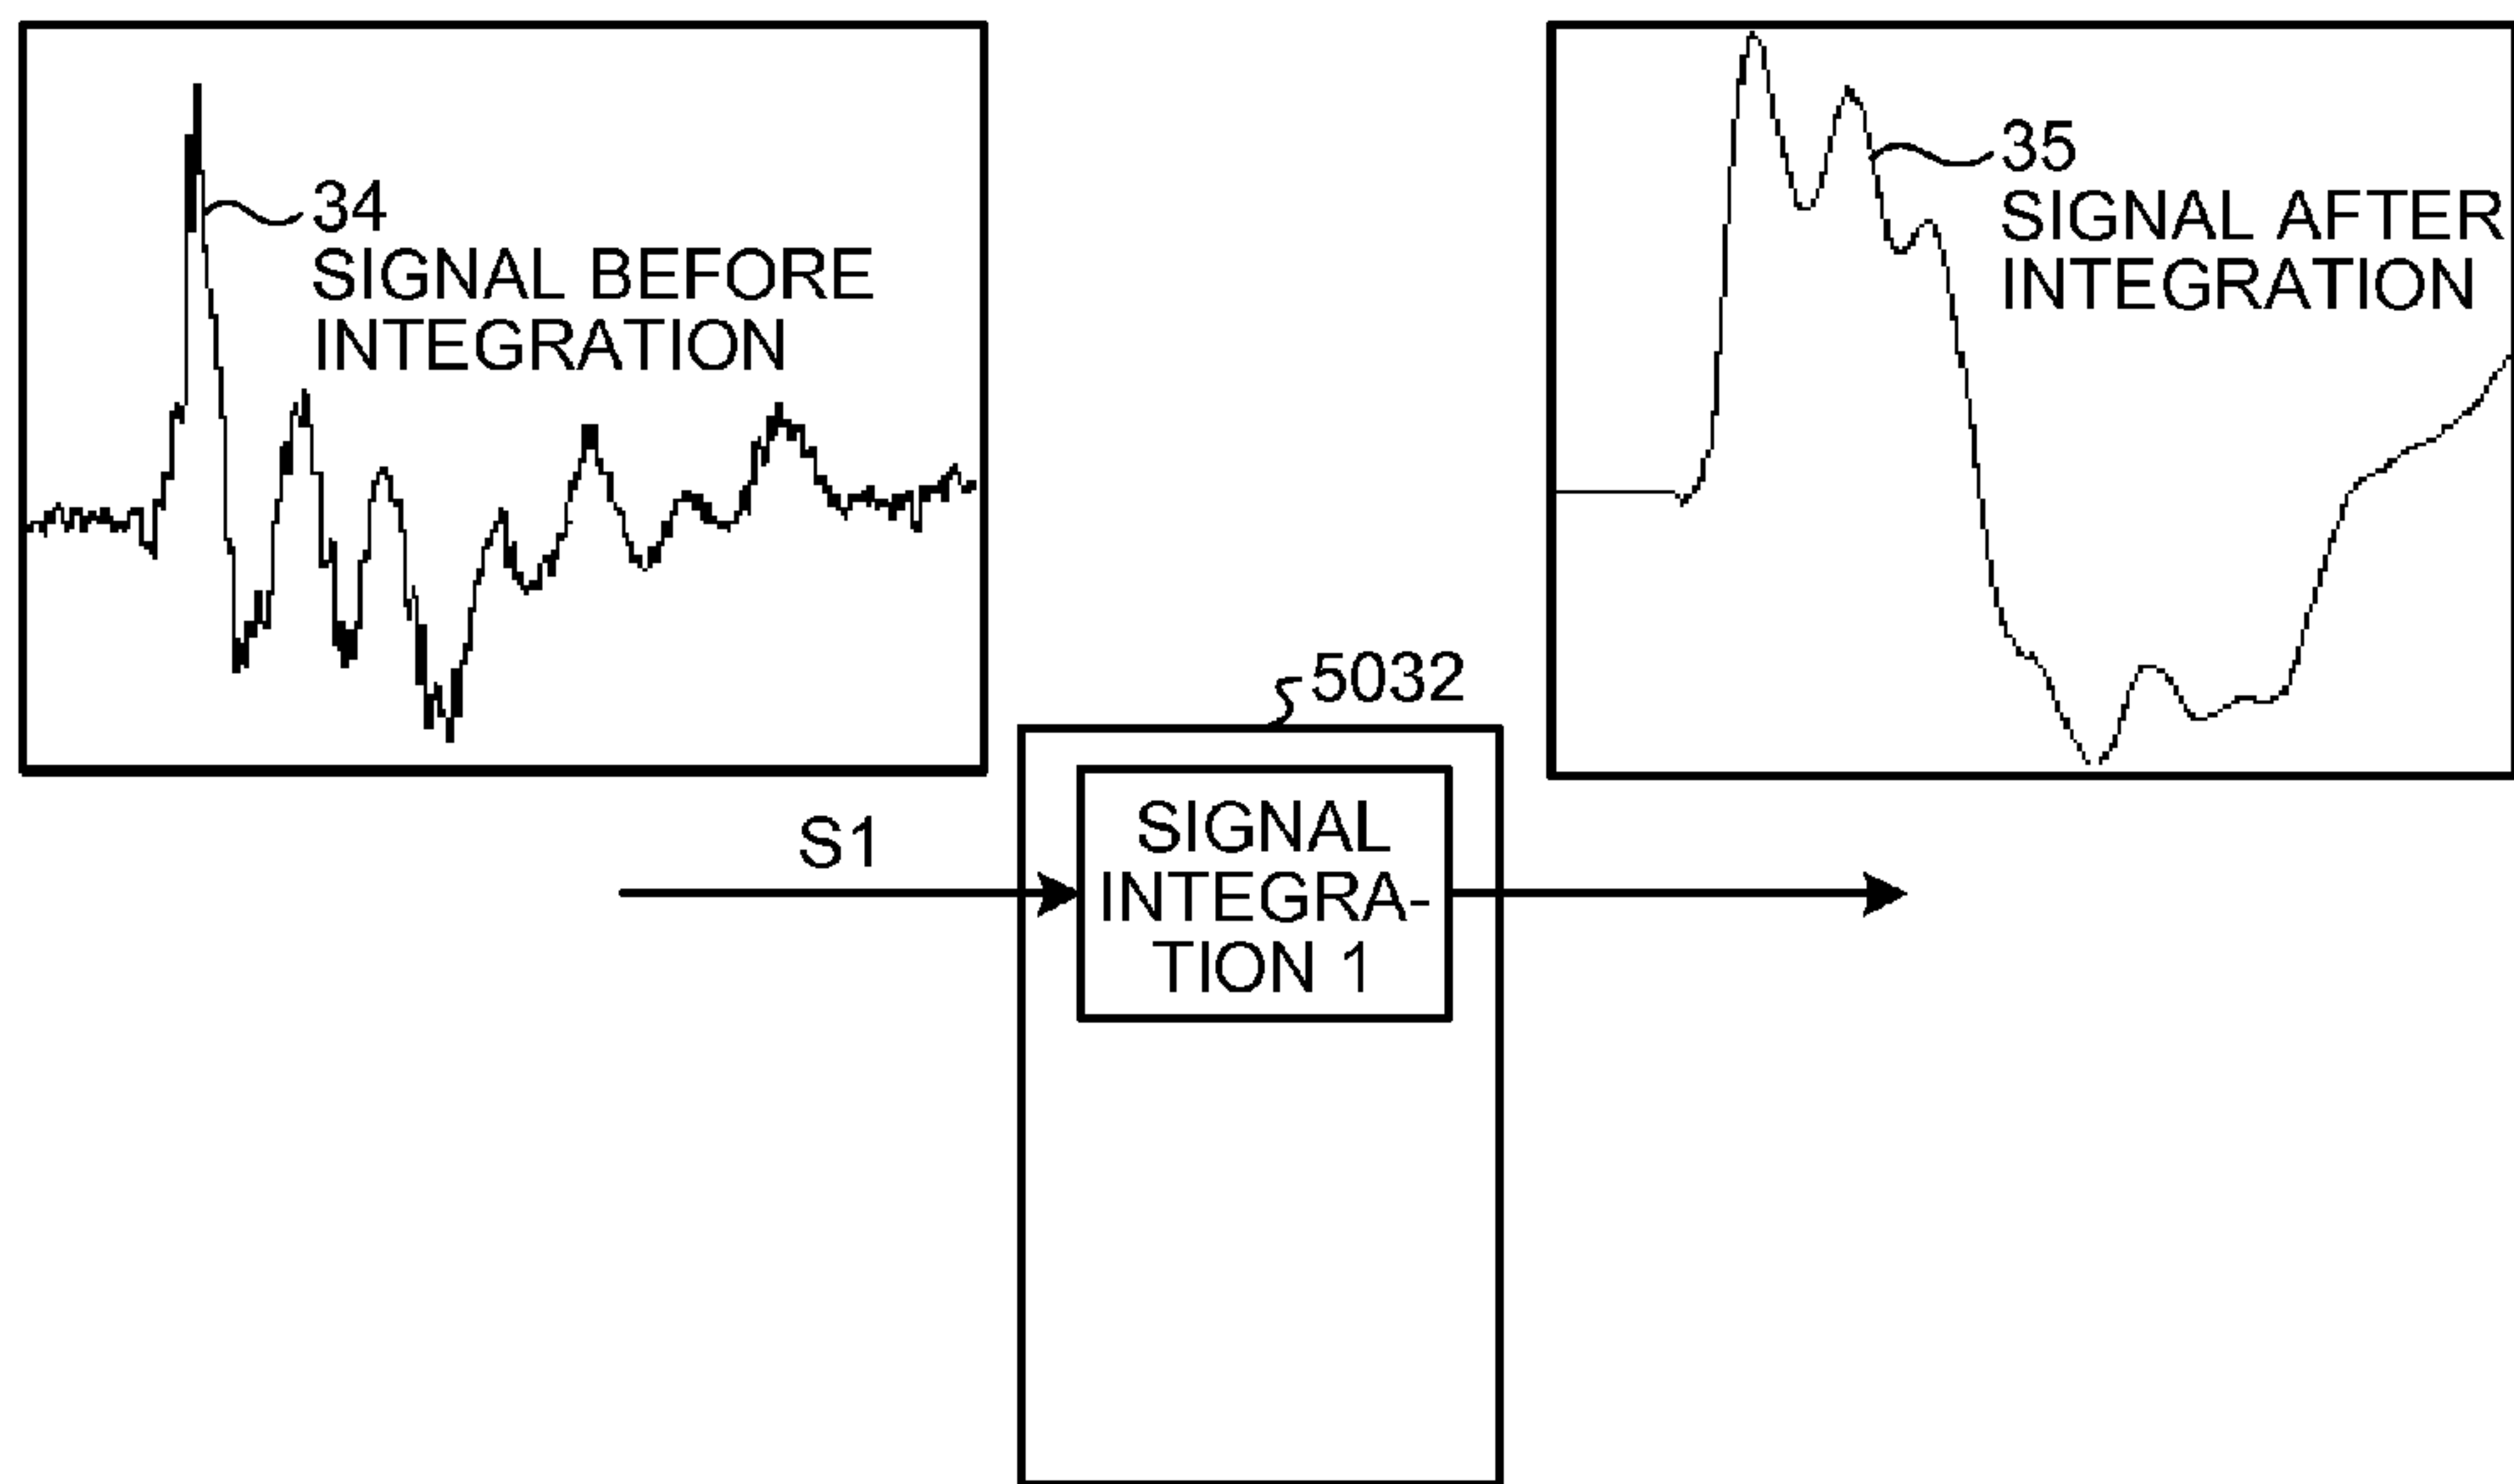 34
SIGNAL BEFORE
INTEGRATION
35
SIGNAL AFTER
INTEGRATION
5032
S1
SIGNAL
INTEGRA-
TION 1